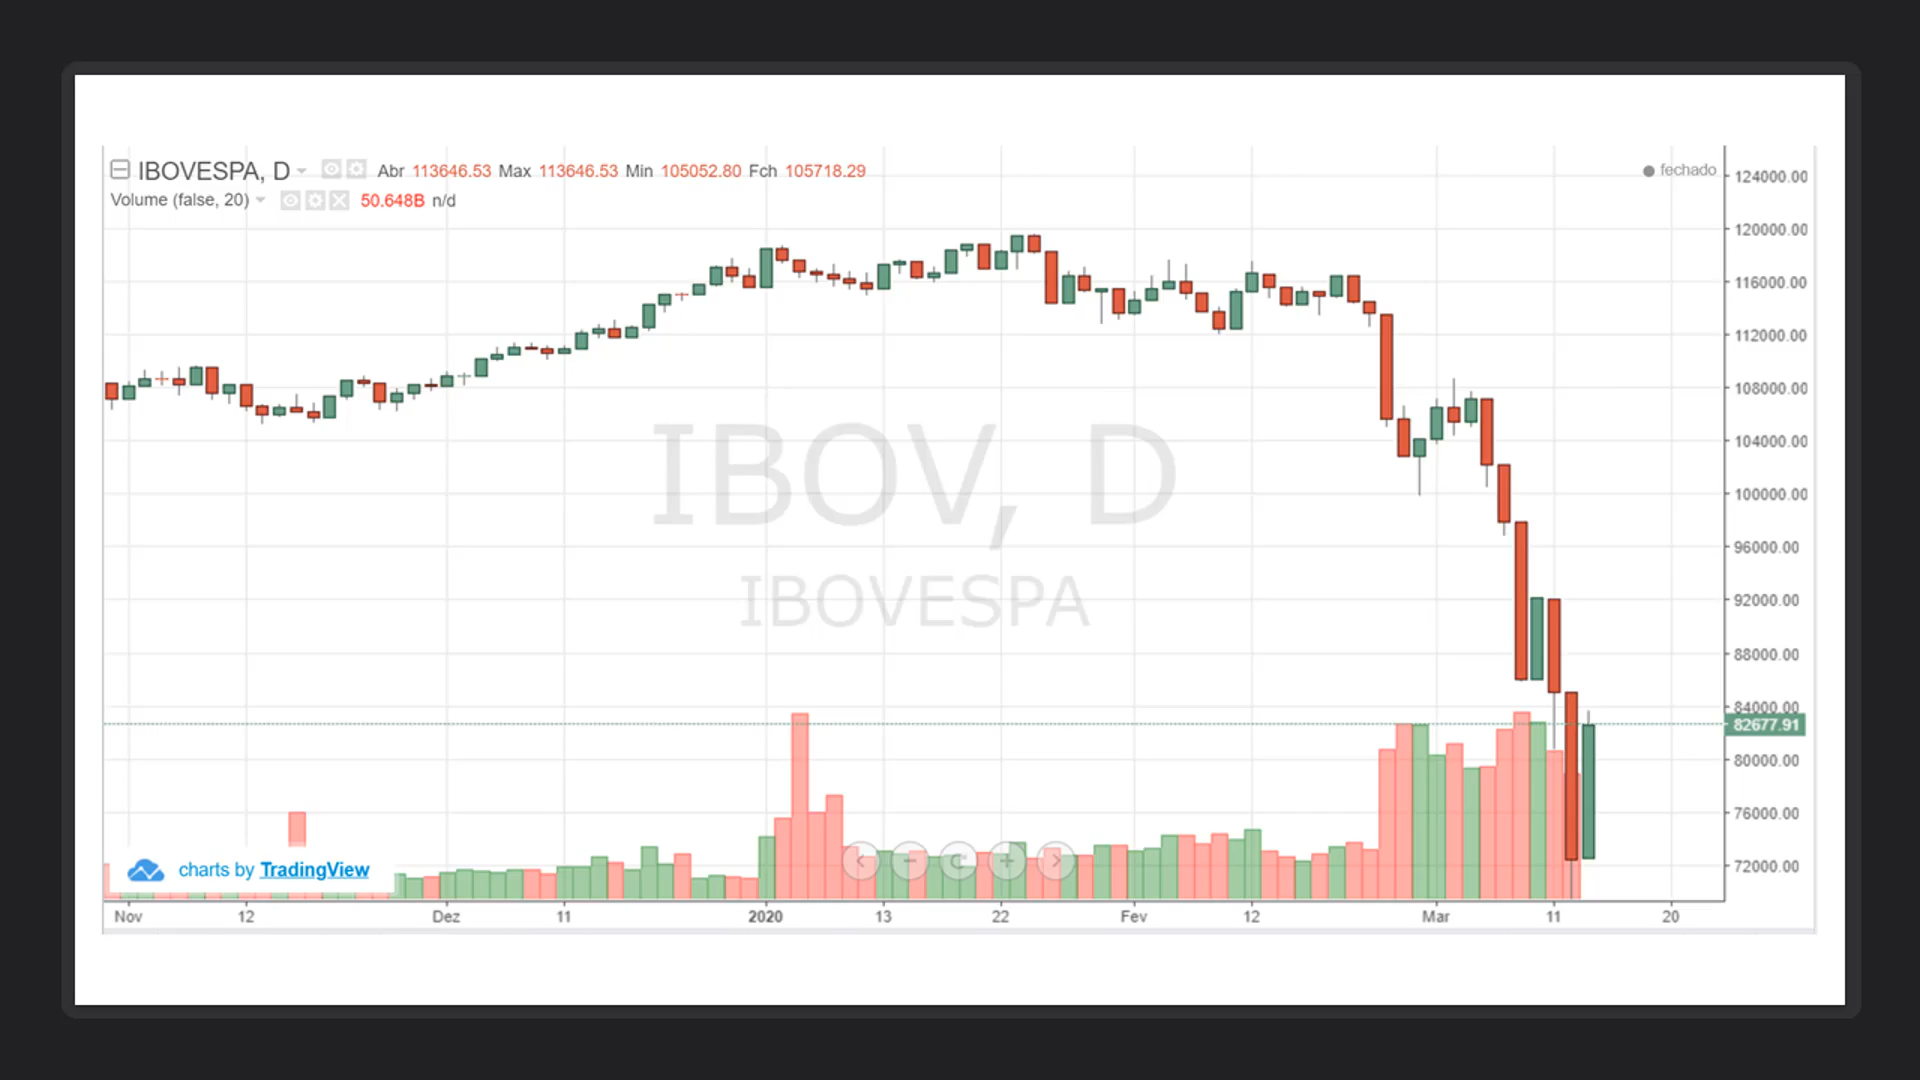 IBOVESPA, D Abr 113646.53 Max 113646.53 Min 105052.80 Fch 105718.29
fechado
Volume (false, 20) 50.648B n/d
124000.00
120000.00
116000.00
112000.00
108000.00
104000.00
100000.00
96000.00
92000.00
88000.00
84000.00
82677.91
80000.00
76000.00
72000.00
IBOV, D
IBOVESPA
charts by TradingView
Nov 12 Dez 11 2020 13 22 Fev 12 Mar 11 20